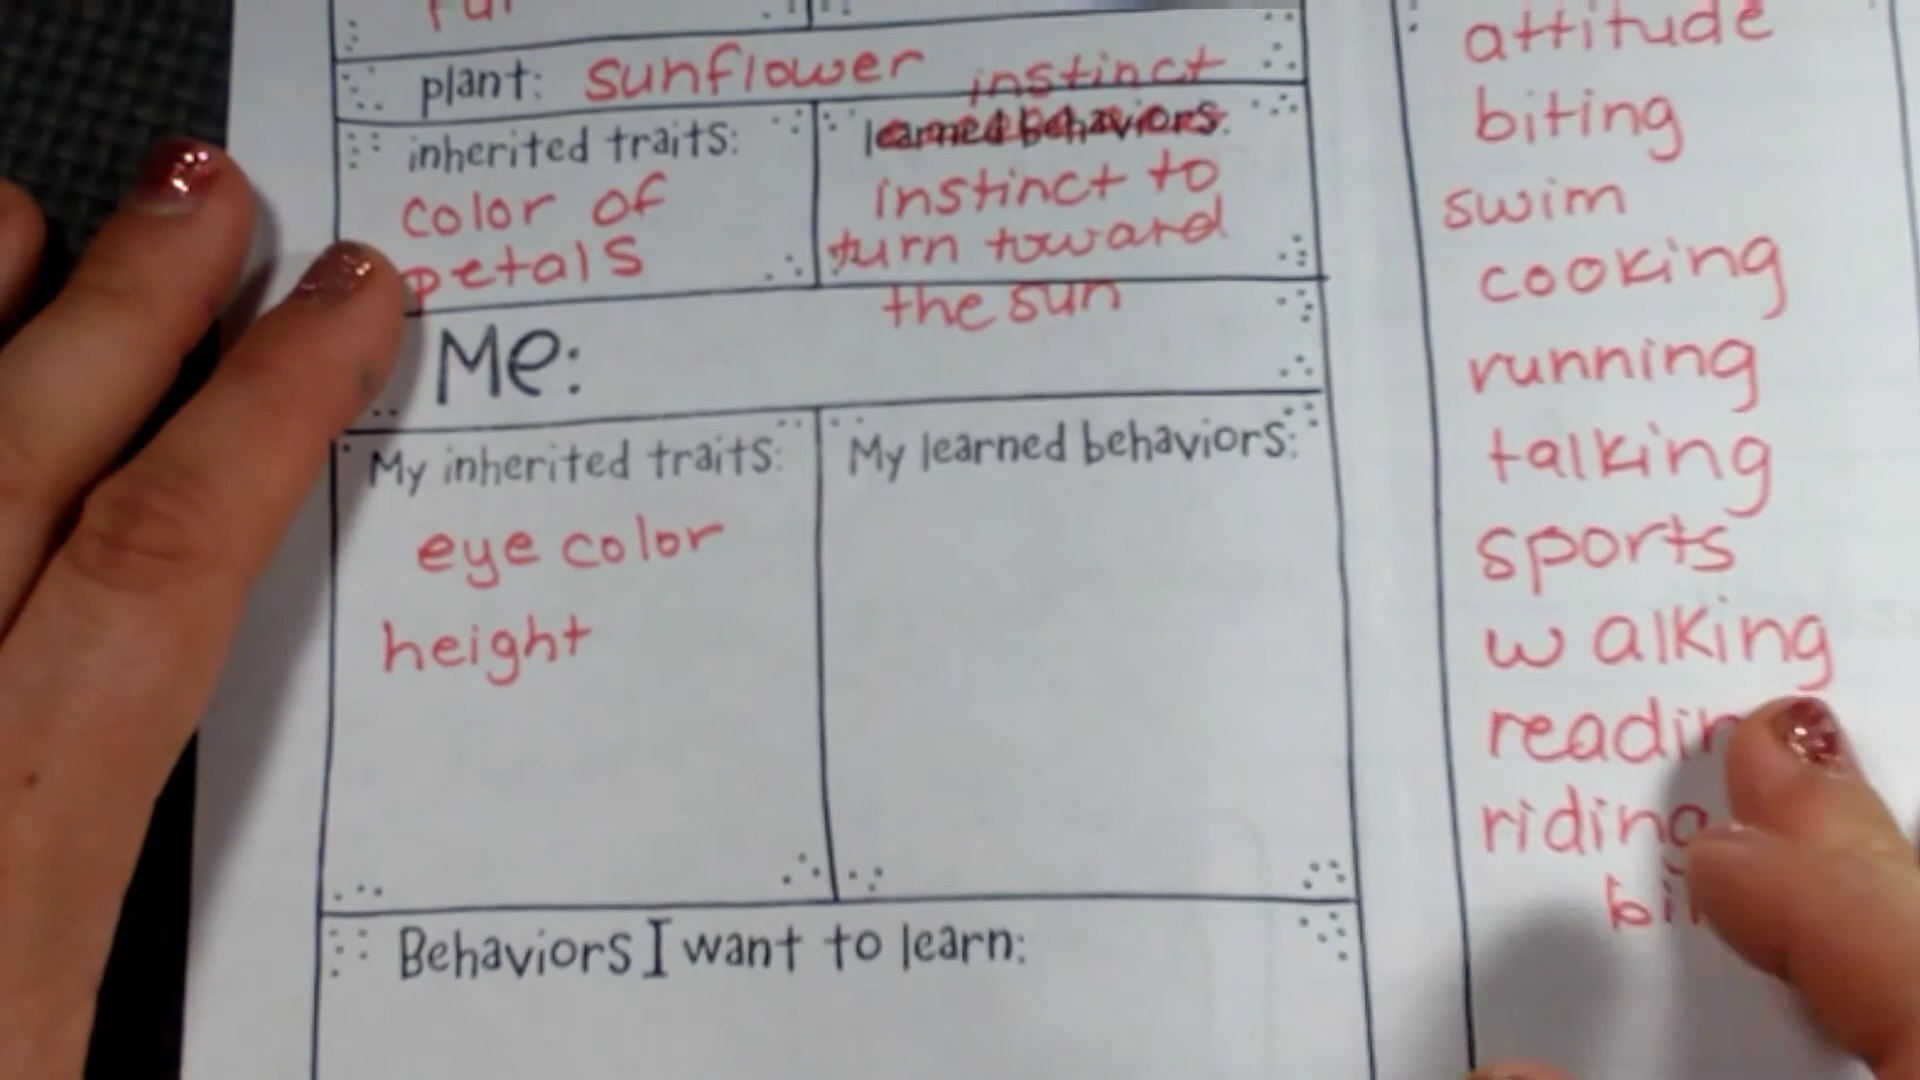 plant: sunflower
instinct
inherited traits:
learned behaviors:
color of
petals
instinct to
turn toward
the sun
Me:
My inherited traits:
eye color
height
My learned behaviors:
Behaviors I want to learn:
attitude
biting
swim
cooking
running
talking
sports
walking
riding